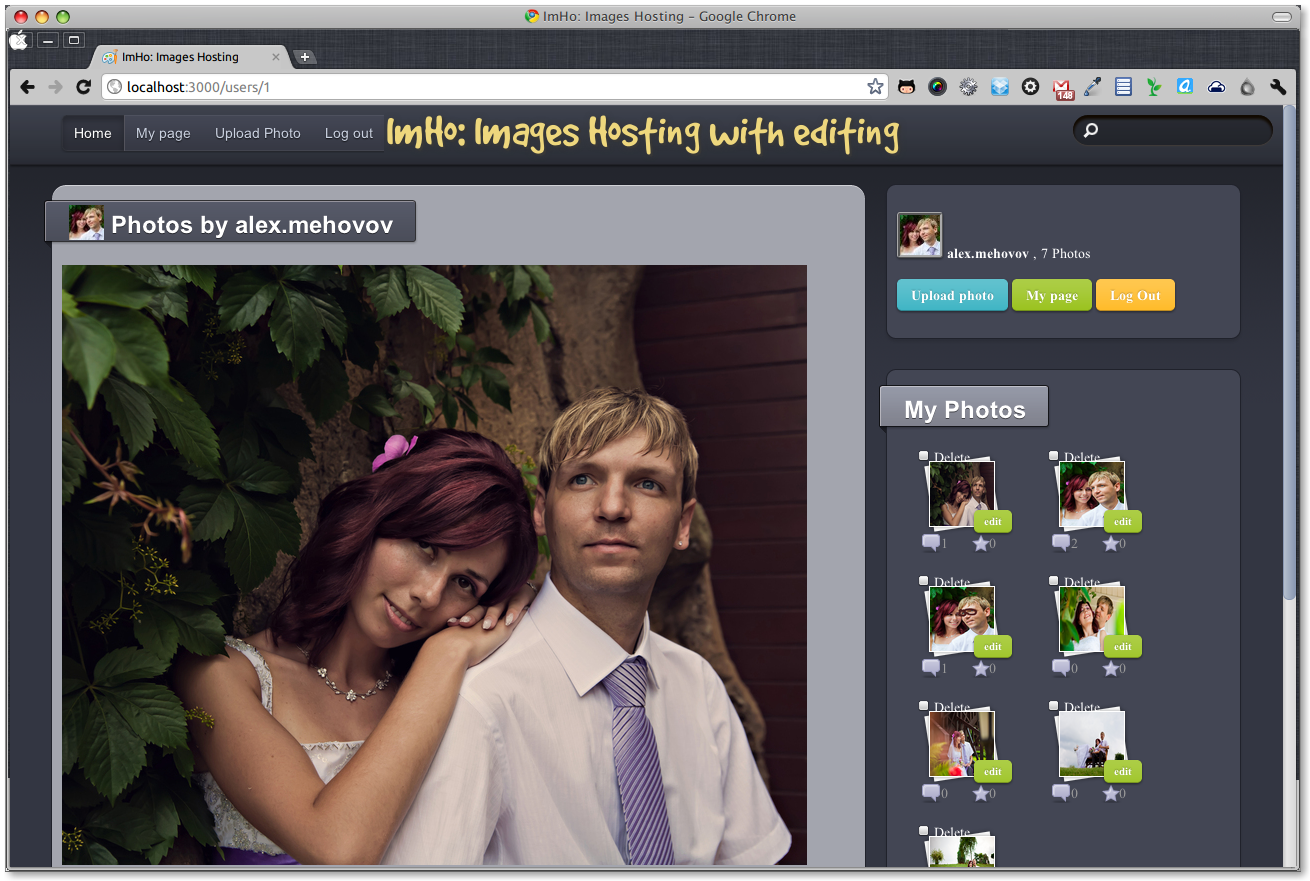 ImHo: Images Hosting - Google Chrome
ImHo: Images Hosting
localhost:3000/users/1
148
Home My page Upload Photo Log out ImHo: Images Hosting with editing
Photos by alex.mehovov
alex.mehovov , 7 Photos
Upload photo My page Log Out
My Photos
Delete Delete
edit edit
1 0 2 0
Delete Delete
edit edit
1 0 0 0
Delete Delete
edit edit
0 0 0 0
Delete